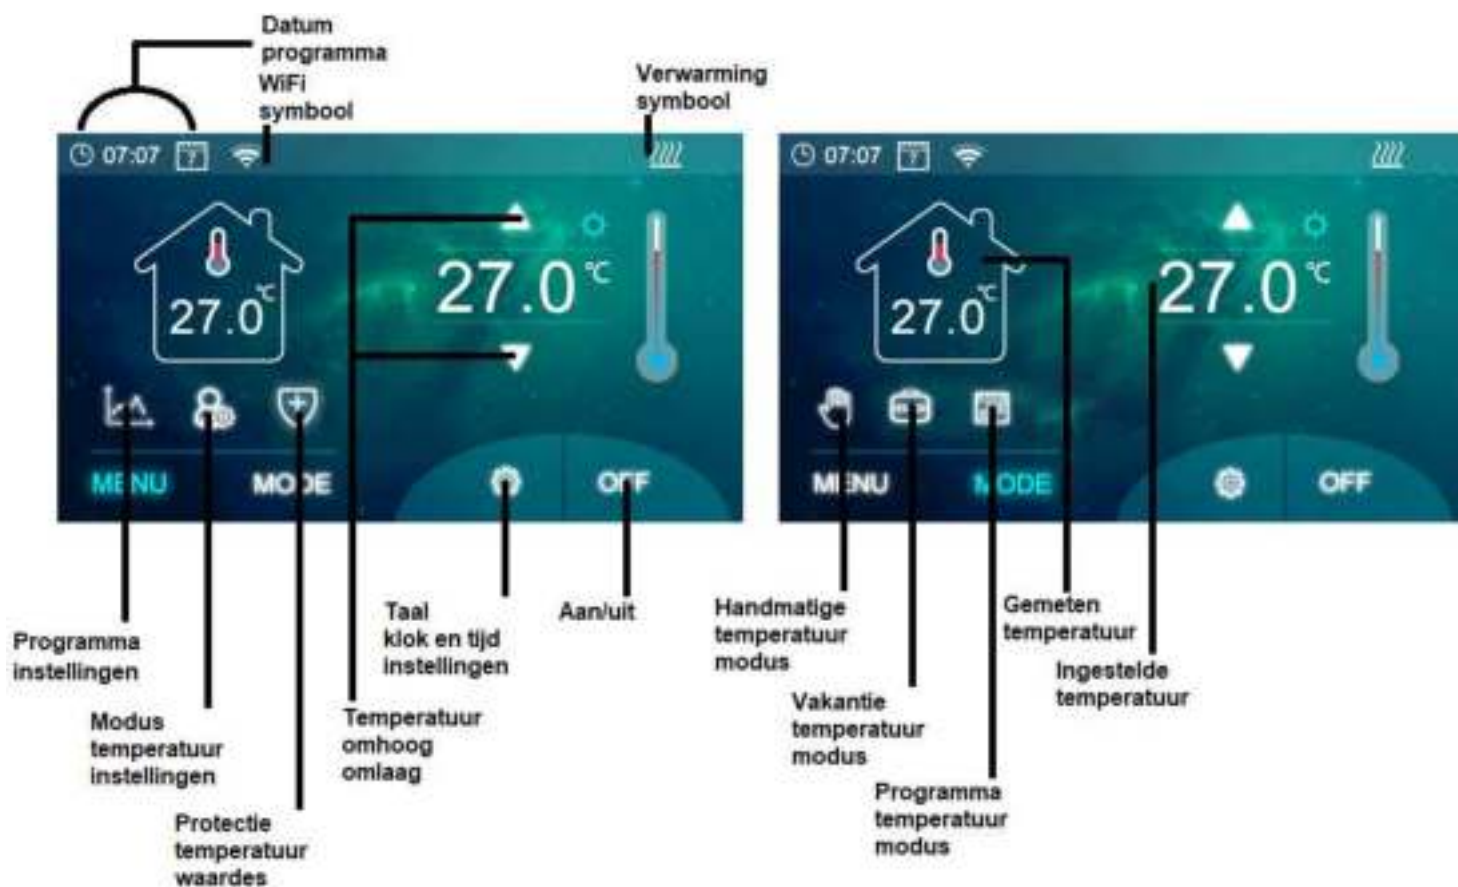 Datum
programma
WiFi
symbool
Verwarming
symbool
07:07 ?
27.0 °C
27.0 °C
MENU MODE OFF
07:07 ?
27.0 °C
27.0 °C
MENU MODE OFF
Programma
instellingen
Modus
temperatuur
instellingen
Protectie
temperatuur
waardes
Temperatuur
omhoog
omlaag
Taal
klok en tijd
instellingen
Aan/uit
Handmatige
temperatuur
modus
Vakantie
temperatuur
modus
Programma
temperatuur
modus
Gemeten
temperatuur
Ingestelde
temperatuur